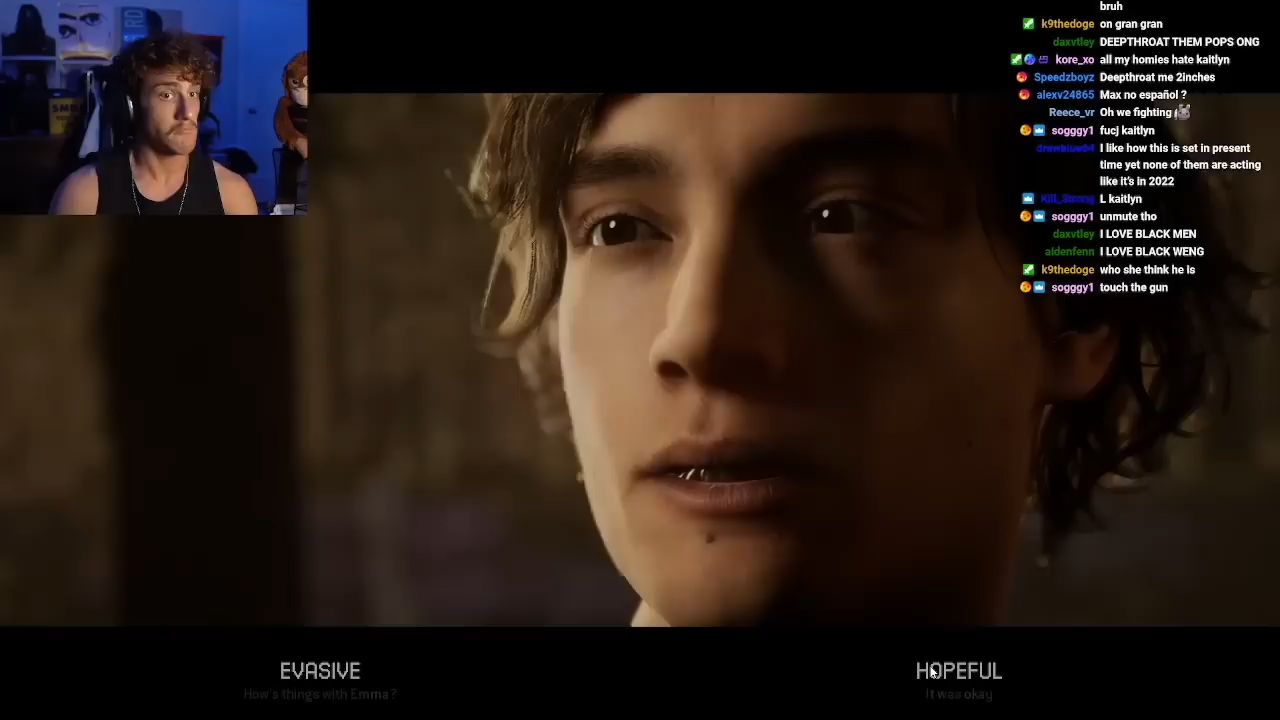 bruh
k9thedoge on gran gran
daxvtley DEEPTHROAT THEM POPS ONG
kore_xo all my homies hate kaitlyn
Speedzboyz Deepthroat me 2inches
alexv24865 Max no español ?
Reece_vr Oh we fighting
sogggy1 fucj kaitlyn
I like how this is set in present
time yet none of them are acting
like it's in 2022
L kaitlyn
sogggy1 unmute tho
daxvtley I LOVE BLACK MEN
aidenfenn I LOVE BLACK WENG
k9thedoge who she think he is
sogggy1 touch the gun
EVASIVE
How's things with Emma?
HOPEFUL
It was okay